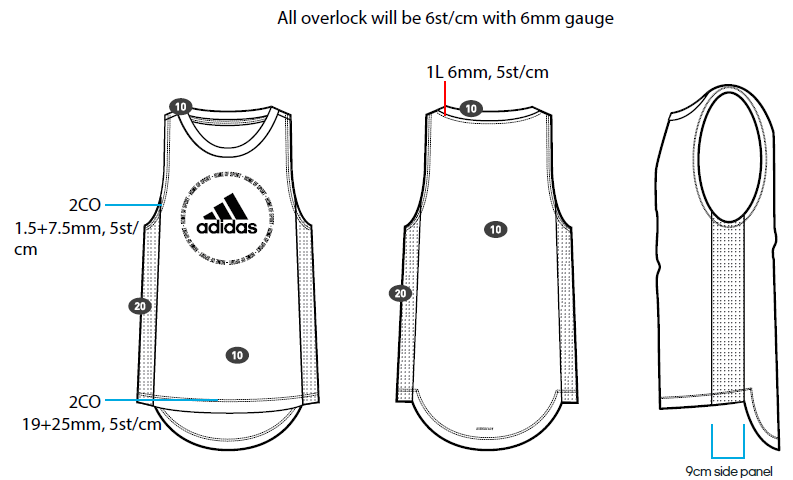 All overlock will be 6st/cm with 6mm gauge
1L 6mm, 5st/cm
10
10
2CO
1.5+7.5mm, 5st/
cm
HOME OF SPORT • HOME OF SPORT • HOME OF SPORT • HOME OF SPORT • HOME OF SPORT • HOME OF SPORT •
adidas
10
20
20
10
2CO
19+25mm, 5st/cm
9cm side panel